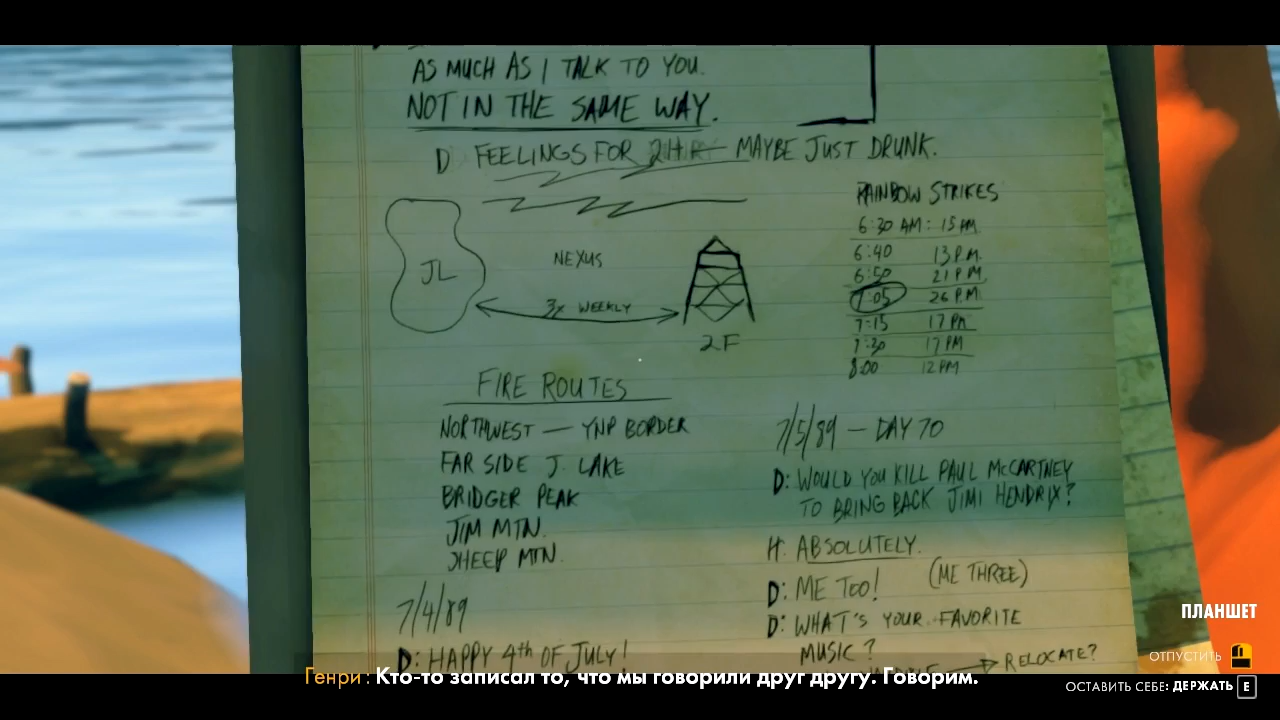 AS MUCH AS I TALK TO YOU.
NOT IN THE SAME WAY.
D FEELINGS FOR MAYBE JUST DRUNK.
JL
NEXUS
3x WEEKLY
2F
RAINBOW STRIKES
6:30 AM: 15 PM
6:40 13 P.M.
6:50 21 P.M
7:05 26 P.M
7:15 17 PM
7:30 17 PM
8:00 12 PM
FIRE ROUTES
NORTHWEST — YNP BORDER
FAR SIDE J. LAKE
BRIDGER PEAK
JIM MTN.
SHEEP MTN.
7/4/89
D: HAPPY 4th OF JULY!
7/5/89 — DAY 70
D: WOULD YOU KILL PAUL McCARTNEY
TO BRING BACK JIMI HENDRIX?
H: ABSOLUTELY.
D: ME TOO! (ME THREE)
D: WHAT'S YOUR FAVORITE
MUSIC?
RELOCATE?
ПЛАНШЕТ
ОТПУСТИТЬ
ОСТАВИТЬ СЕБЕ: ДЕРЖАТЬ E
Генри: Кто-то записал то, что мы говорили друг другу. Говорим.